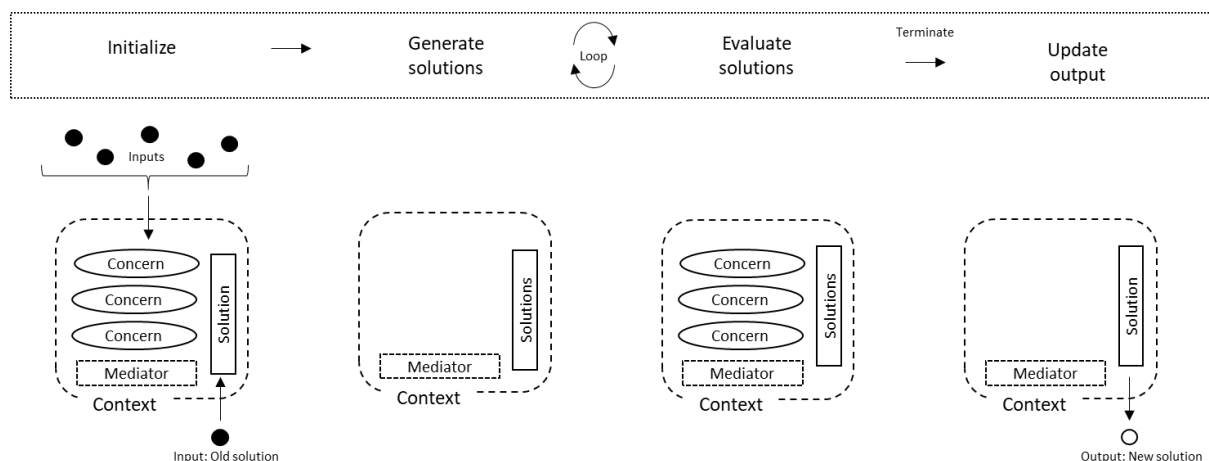 Initialize
Generate
solutions
Loop
Evaluate
solutions
Terminate
Update
output
Inputs
Concern
Concern
Concern
Mediator
Solution
Context
Input: Old solution
Mediator
Solutions
Context
Concern
Concern
Concern
Mediator
Solutions
Context
Mediator
Solution
Context
Output: New solution